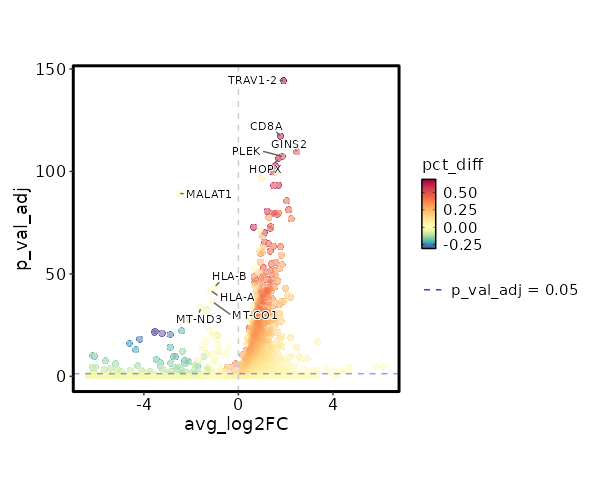 150
100
50
0
p_val_adj
TRAV1-2
CD8A
GINS2
PLEK
HOPX
MALAT1
HLA-B
HLA-A
MT-CO1
MT-ND3
-4
0
4
avg_log2FC
pct_diff
0.50
0.25
0.00
-0.25
p_val_adj = 0.05